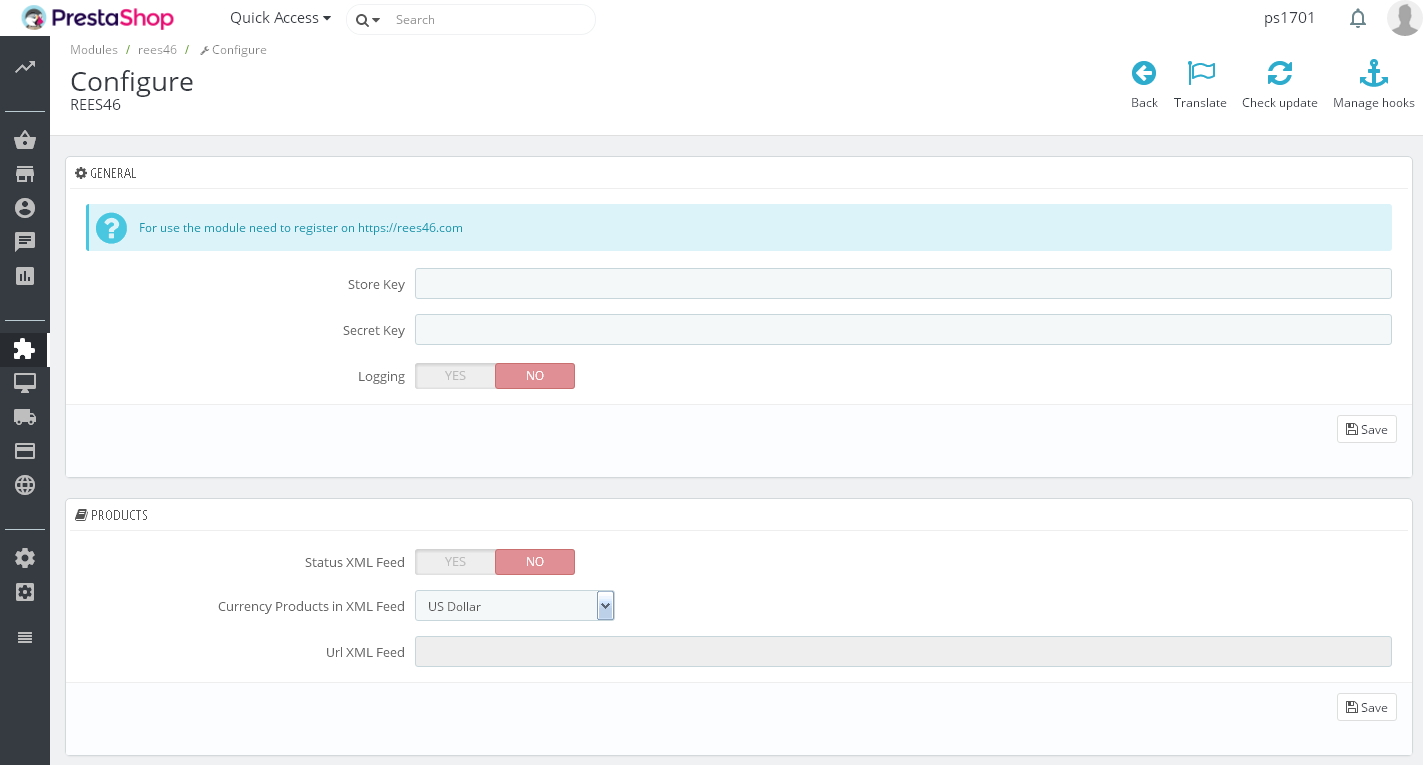 PrestaShop
Quick Access
Search
ps1701
Modules / rees46 / Configure
Configure
REES46
Back
Translate
Check update
Manage hooks
GENERAL
For use the module need to register on https://rees46.com
Store Key
Secret Key
Logging YES NO
Save
PRODUCTS
Status XML Feed YES NO
Currency Products in XML Feed US Dollar
Url XML Feed
Save